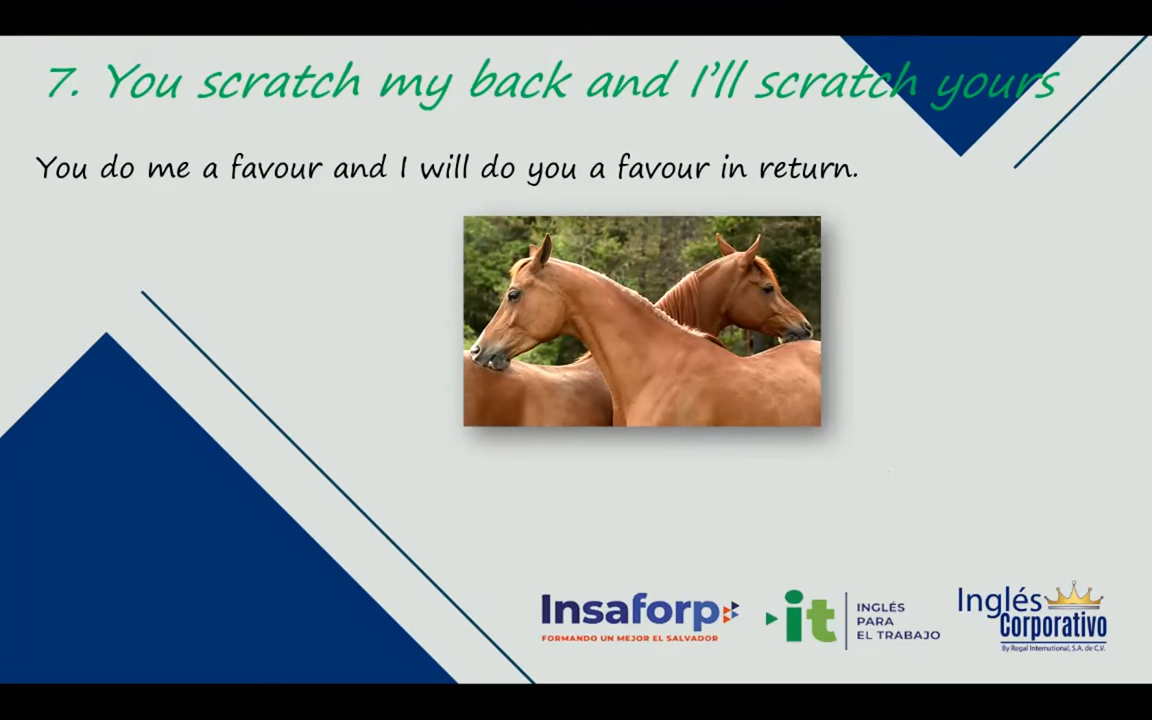 7. You scratch my back and I'll scratch yours
You do me a favour and I will do you a favour in return.
Insaforp
FORMANDO UN MEJOR EL SALVADOR
it
INGLÉS
PARA
EL TRABAJO
Inglés
Corporativo
By Regal International, S.A. de C.V.